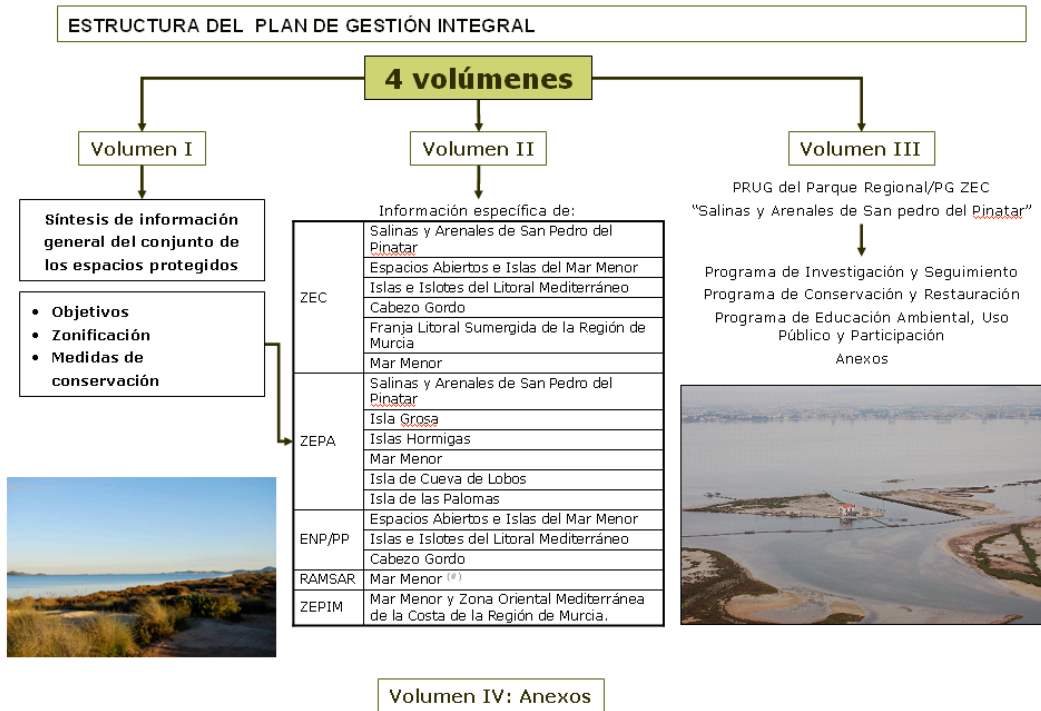 ESTRUCTURA DEL PLAN DE GESTIÓN INTEGRAL
4 volúmenes
Volumen I
Síntesis de información
general del conjunto de
los espacios protegidos
• Objetivos
• Zonificación
• Medidas de
conservación
Volumen II
Información específica de:
ZEC
Salinas y Arenales de San Pedro del
Pinatar
Espacios Abiertos e Islas del Mar Menor
Islas e Islotes del Litoral Mediterráneo
Cabezo Gordo
Franja Litoral Sumergida de la Región de
Murcia
Mar Menor
ZEPA
Salinas y Arenales de San Pedro del
Pinatar
Isla Grosa
Islas Hormigas
Mar Menor
Isla de Cueva de Lobos
Isla de las Palomas
ENP/PP
Espacios Abiertos e Islas del Mar Menor
Islas e Islotes del Litoral Mediterráneo
Cabezo Gordo
RAMSAR
Mar Menor (#)
ZEPIM
Mar Menor y Zona Oriental Mediterránea
de la Costa de la Región de Murcia.
Volumen III
PRUG del Parque Regional/PG ZEC
“Salinas y Arenales de San pedro del Pinatar”
Programa de Investigación y Seguimiento
Programa de Conservación y Restauración
Programa de Educación Ambiental, Uso
Público y Participación
Anexos
Volumen IV: Anexos